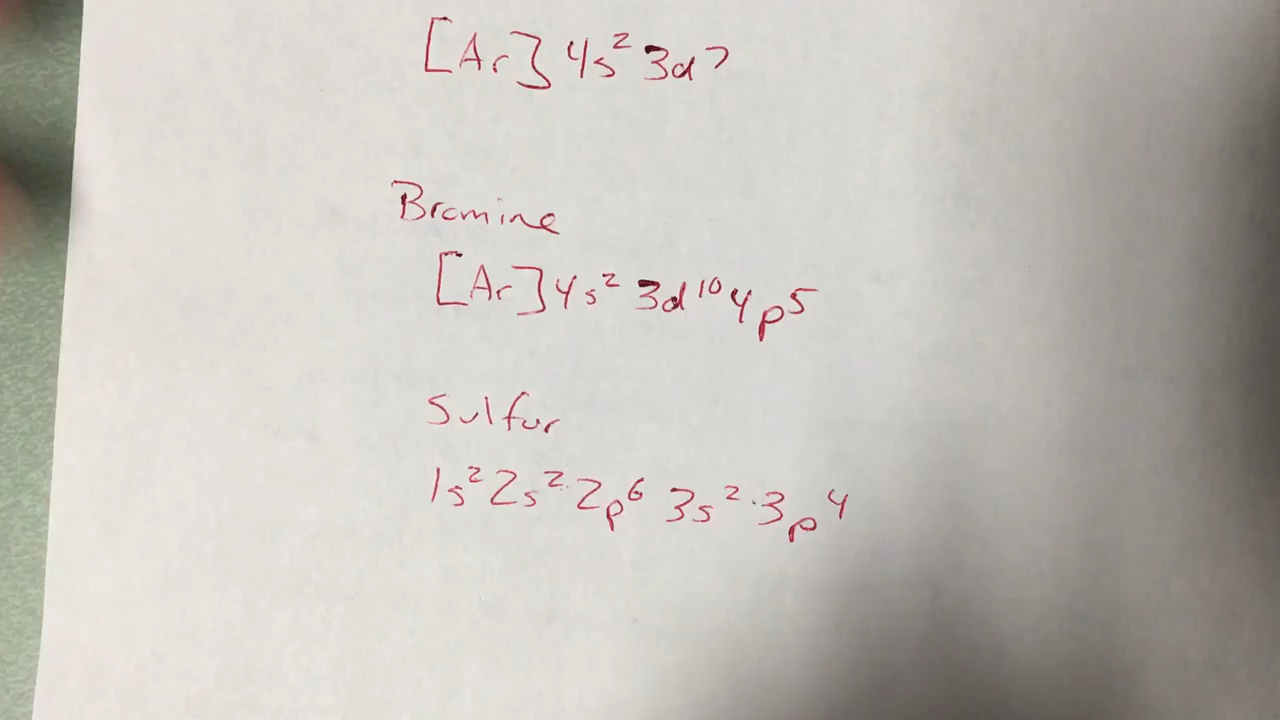 [Ar] 4s² 3d⁷
Bromine
[Ar] 4s² 3d¹⁰ 4p⁵
Sulfur
1s² 2s² 2p⁶ 3s² 3p⁴